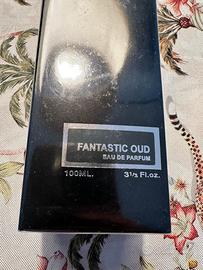 FANTASTIC OUD
EAU DE PARFUM
100ML. 3⅓ Fl.oz.